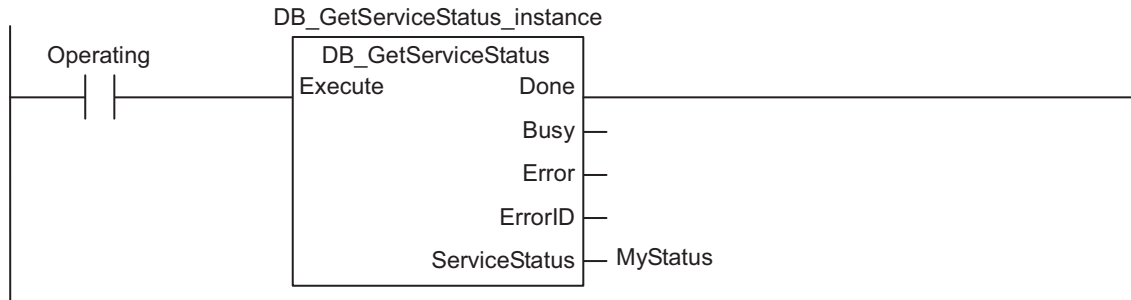 DB_GetServiceStatus_instance
Operating
DB_GetServiceStatus
Execute Done
Busy
Error
ErrorID
ServiceStatus MyStatus